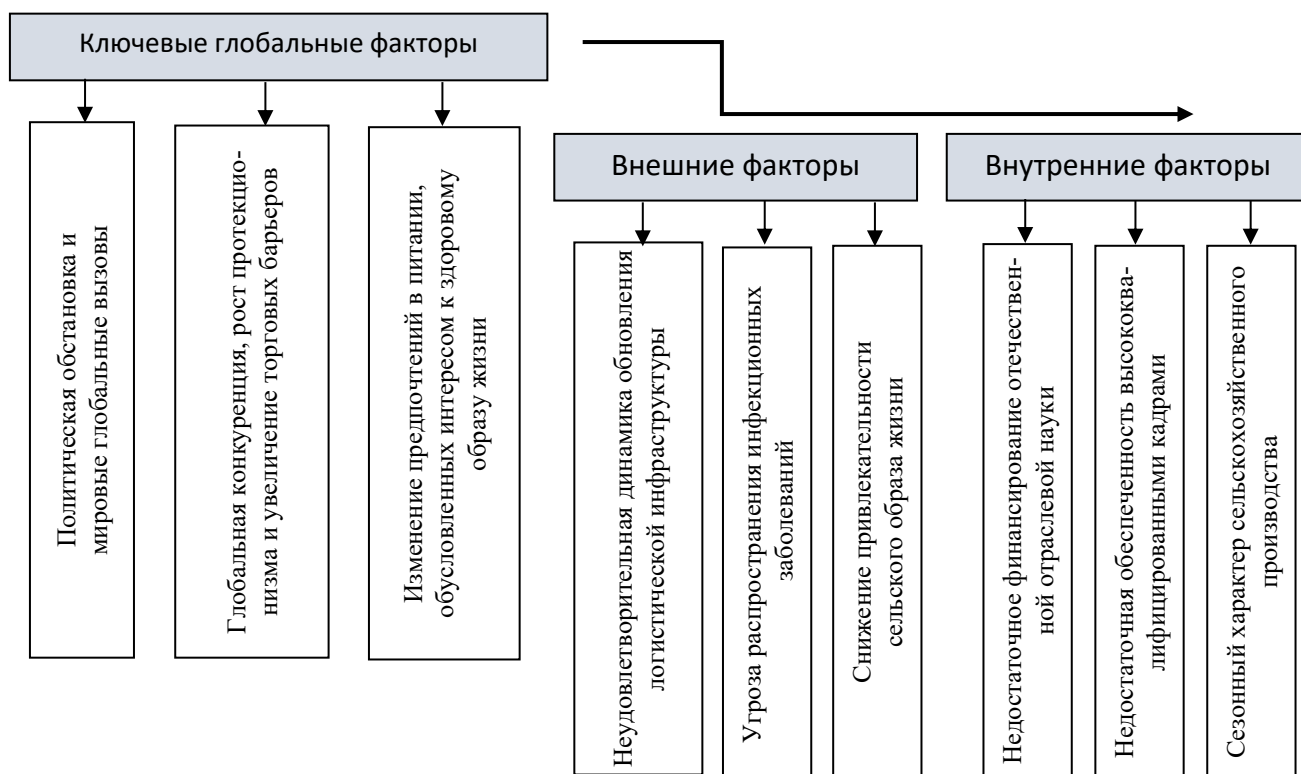 Ключевые глобальные факторы
Политическая обстановка и
мировые глобальные вызовы
Глобальная конкуренция, рост протекцио-
низма и увеличение торговых барьеров
Изменение предпочтений в питании,
обусловленных интересом к здоровому
образу жизни
Внешние факторы
Неудовлетворительная динамика обновления
логистической инфраструктуры
Угроза распространения инфекционных
заболеваний
Снижение привлекательности
сельского образа жизни
Внутренние факторы
Недостаточное финансирование отечествен-
ной отраслевой науки
Недостаточная обеспеченность высококва-
лифицированными кадрами
Сезонный характер сельскохозяйственного
производства